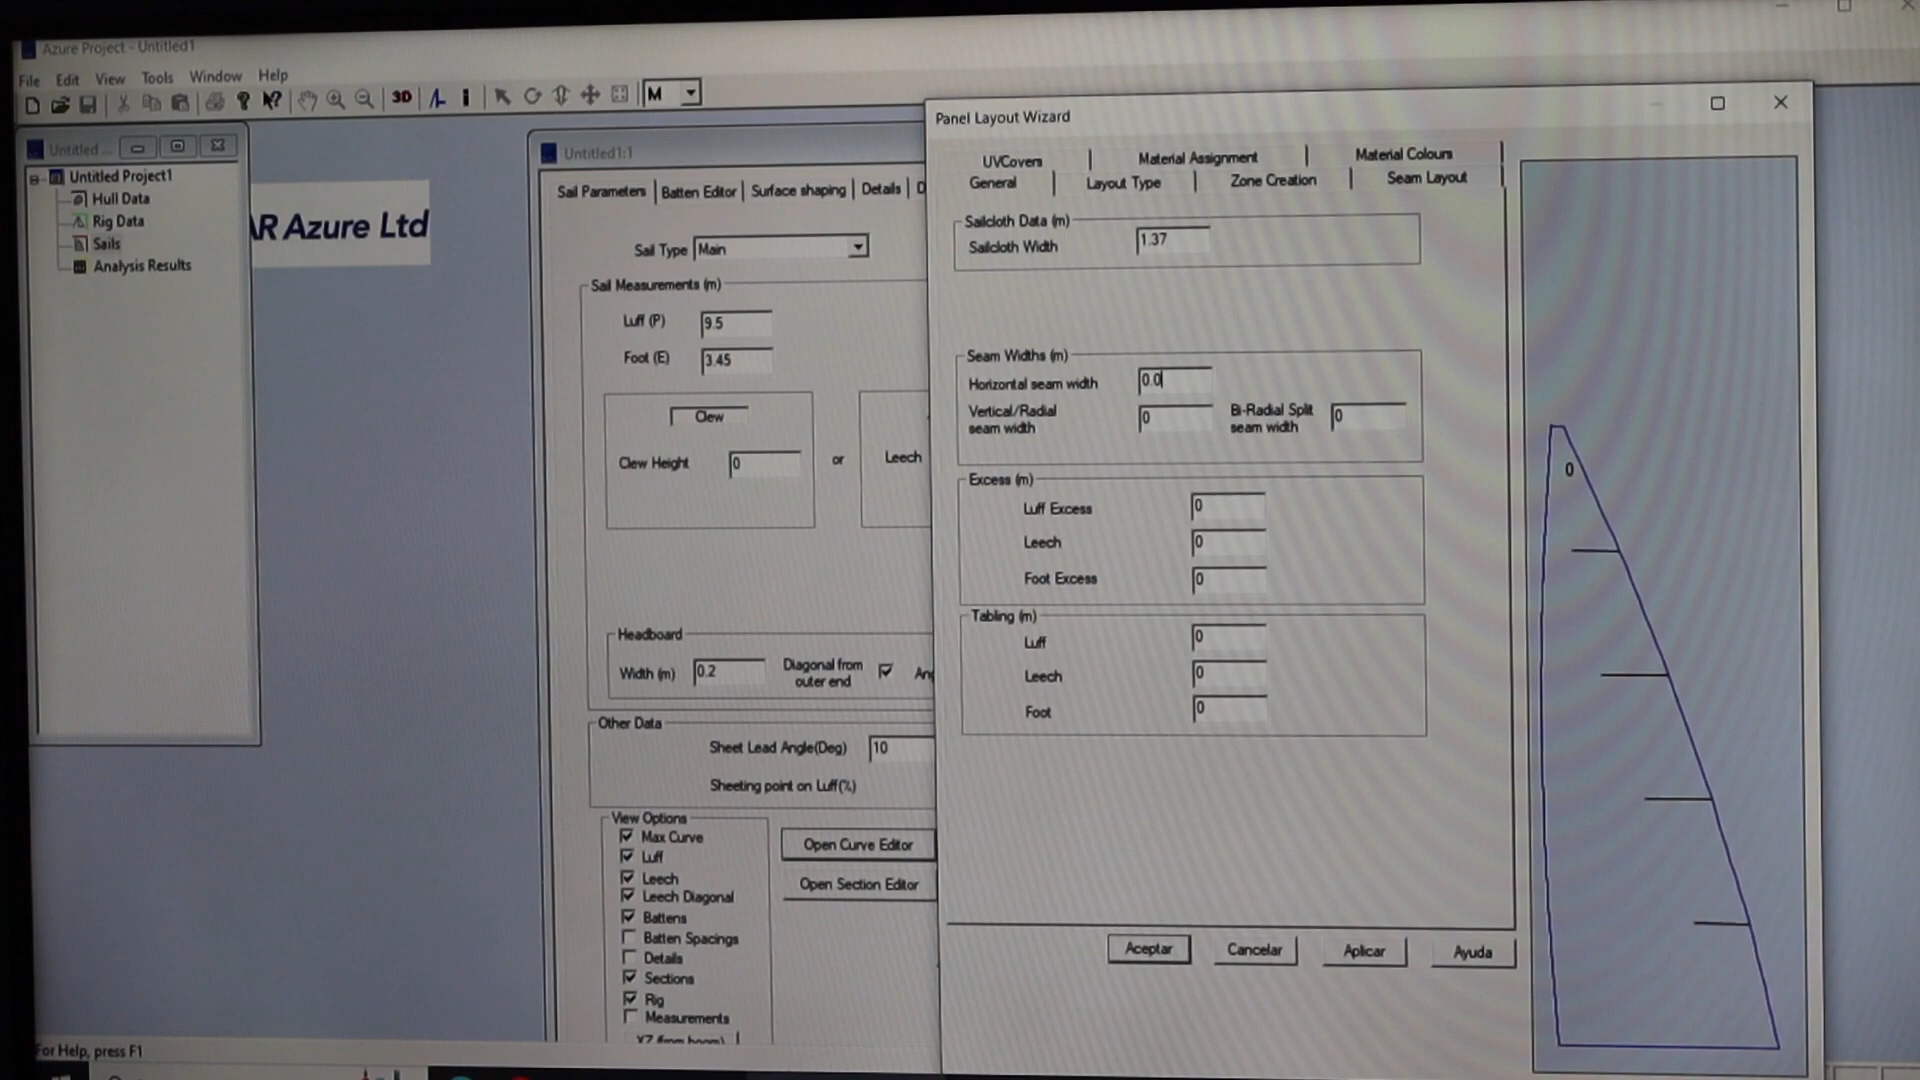 Azure Project - Untitled1
File Edit View Tools Window Help
3D M
Untitled ...
Untitled Project1
Hull Data
Rig Data
Sails
Analysis Results
AR Azure Ltd
Untitled1:1
Sail Parameters Batten Editor Surface shaping Details D
Sail Type Main
Sail Measurements (m)
Luff (P) 9.5
Foot (E) 3.45
Clew
Clew Height 0 or Leech
Headboard
Width (m) 0.2 Diagonal from outer end Ang
Other Data
Sheet Lead Angle(Deg) 10
Sheeting point on Luff(%)
View Options
Max Curve
Luff
Leech
Leech Diagonal
Battens
Batten Spacings
Details
Sections
Rig
Measurements
Open Curve Editor
Open Section Editor
For Help, press F1
Panel Layout Wizard
UVCovers Material Assignment Material Colours
General Layout Type Zone Creation Seam Layout
Sailcloth Data (m)
Sailcloth Width 1.37
Seam Widths (m)
Horizontal seam width 0.0
Vertical/Radial seam width 0 Bi-Radial Split seam width 0
Excess (m)
Luff Excess 0
Leech 0
Foot Excess 0
Tabling (m)
Luff 0
Leech 0
Foot 0
Aceptar Cancelar Aplicar Ayuda
0